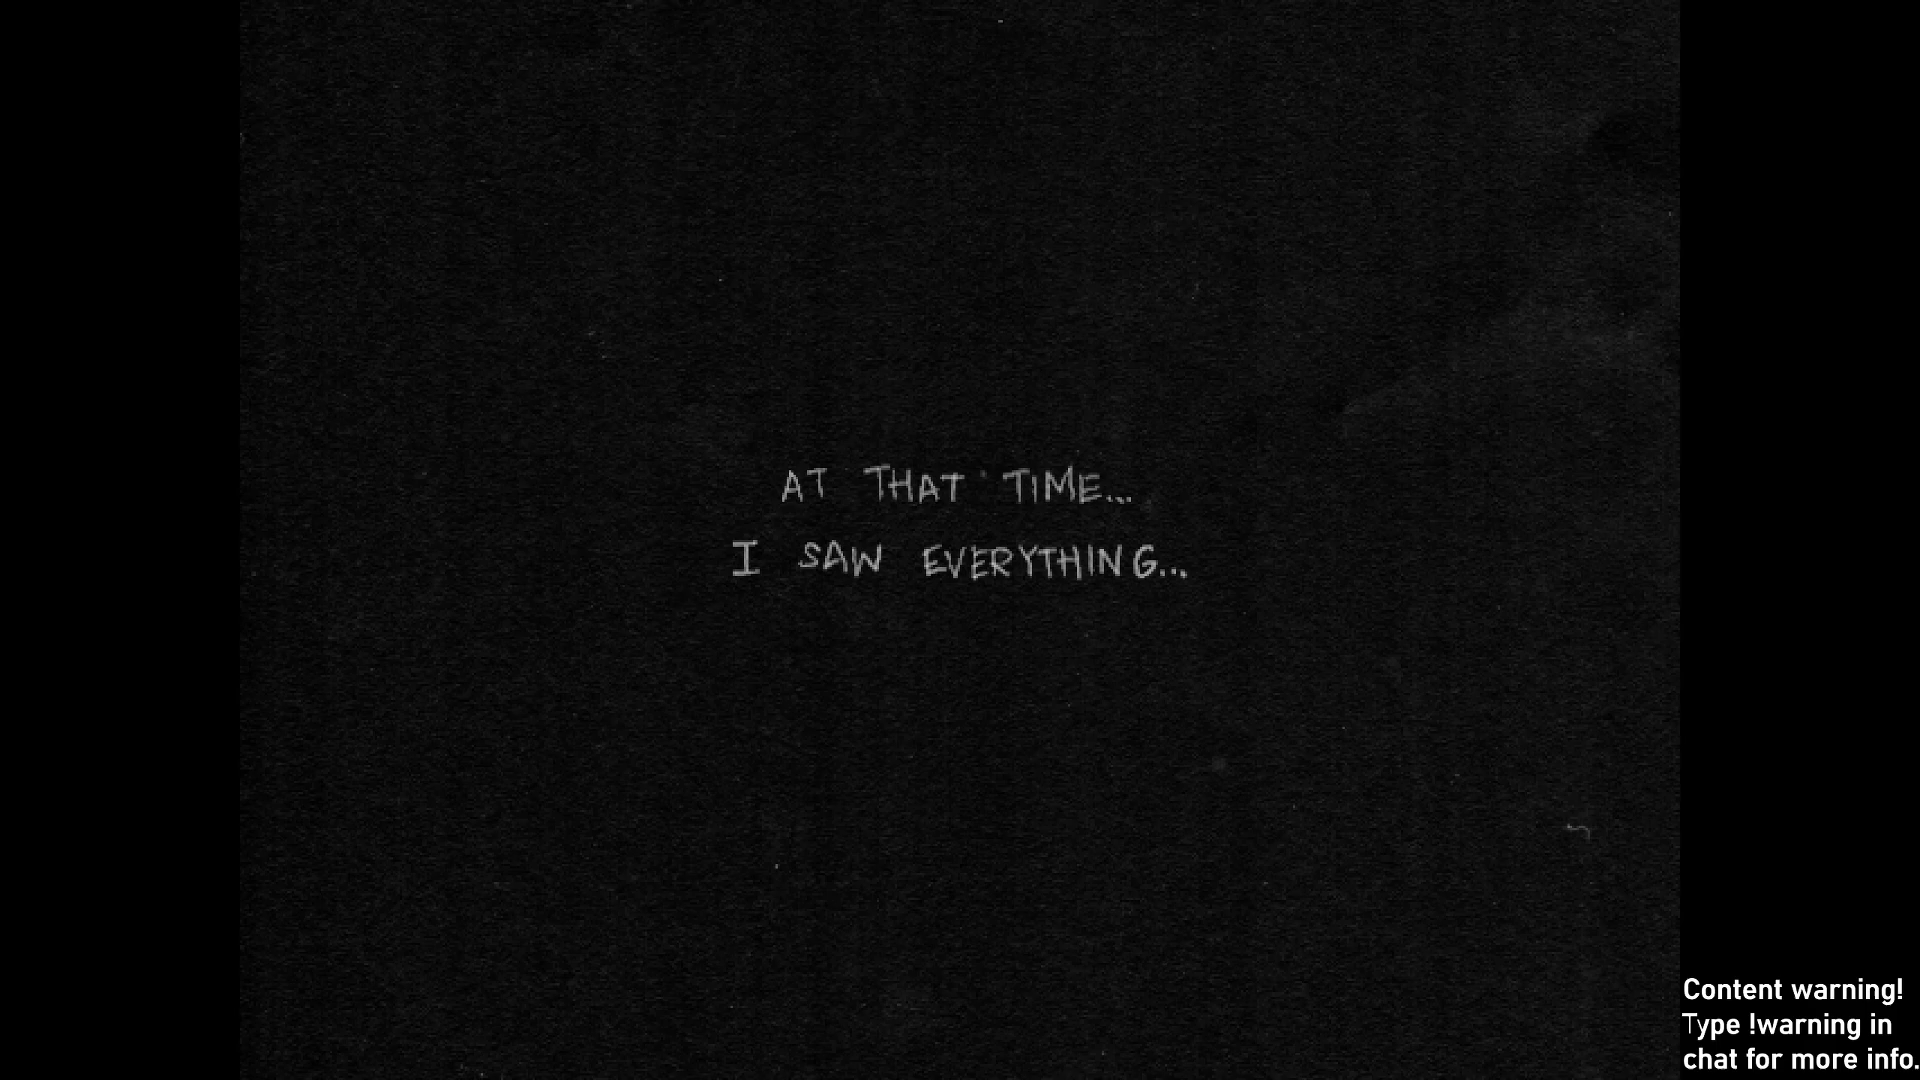 AT THAT TIME...
I SAW EVERYTHING...
Content warning!
Type !warning in
chat for more info.